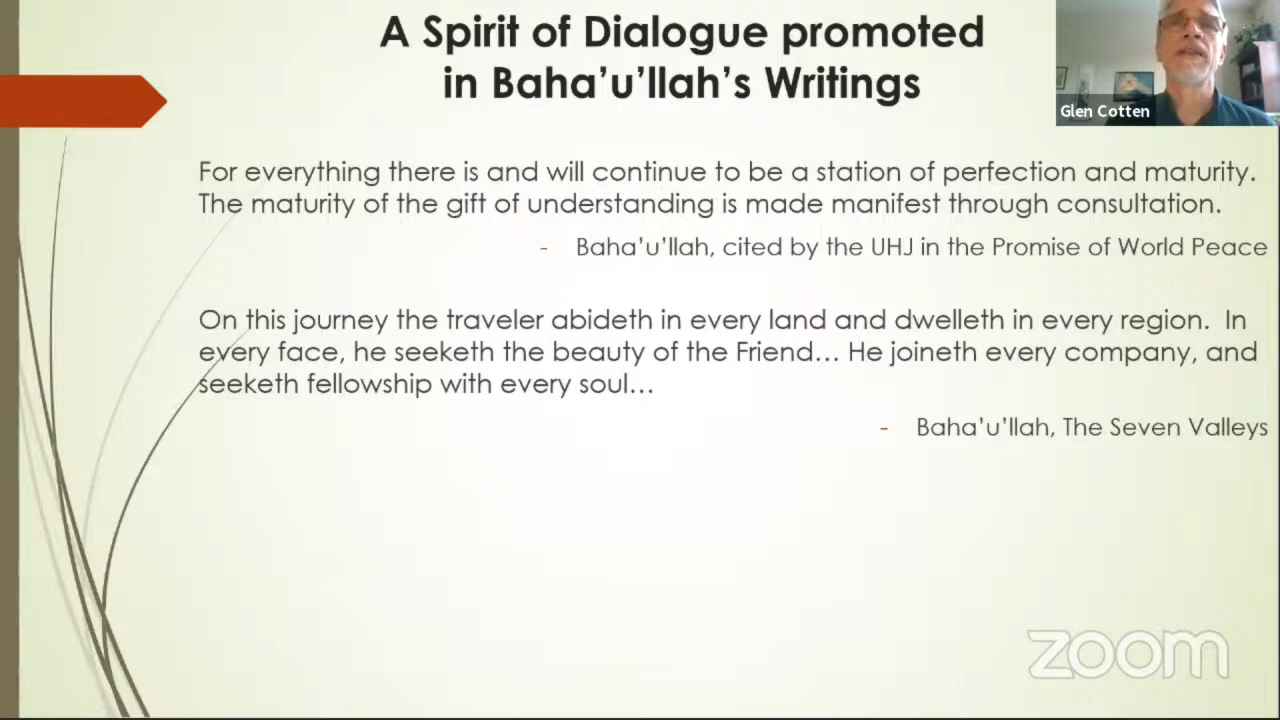 A Spirit of Dialogue promoted
in Baha’u’llah’s Writings
Glen Cotten
For everything there is and will continue to be a station of perfection and maturity.
The maturity of the gift of understanding is made manifest through consultation.
- Baha’u’llah, cited by the UHJ in the Promise of World Peace
On this journey the traveler abideth in every land and dwelleth in every region. In
every face, he seeketh the beauty of the Friend… He joineth every company, and
seeketh fellowship with every soul…
- Baha’u’llah, The Seven Valleys
zoom